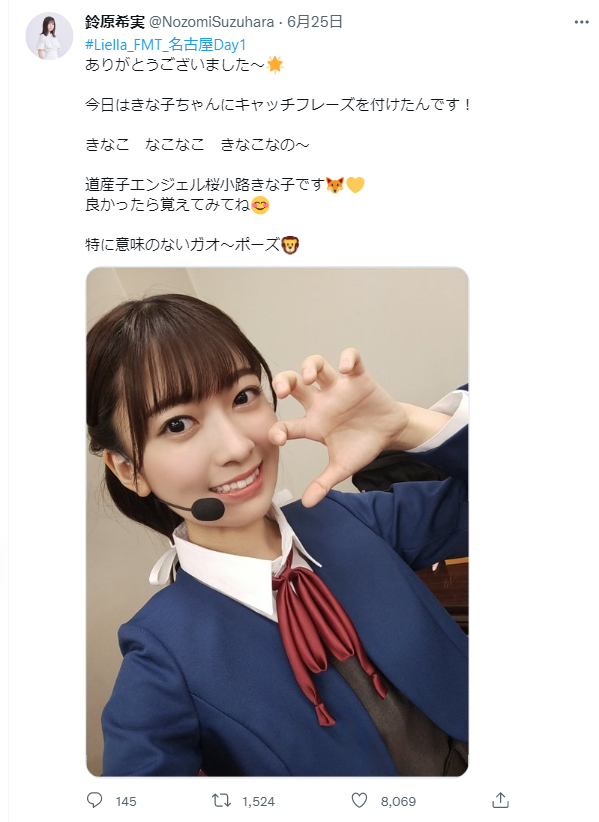 鈴原希実 @NozomiSuzuhara · 6月25日
#Liella_FMT_名古屋Day1
ありがとうございました〜🌟
今日はきな子ちゃんにキャッチフレーズを付けたんです！
きなこ　なこなこ　きなこなの〜
道産子エンジェル桜小路きな子です🦊💛
良かったら覚えてみてね😊
特に意味のないガオ〜ポーズ🦁
145 1,524 8,069